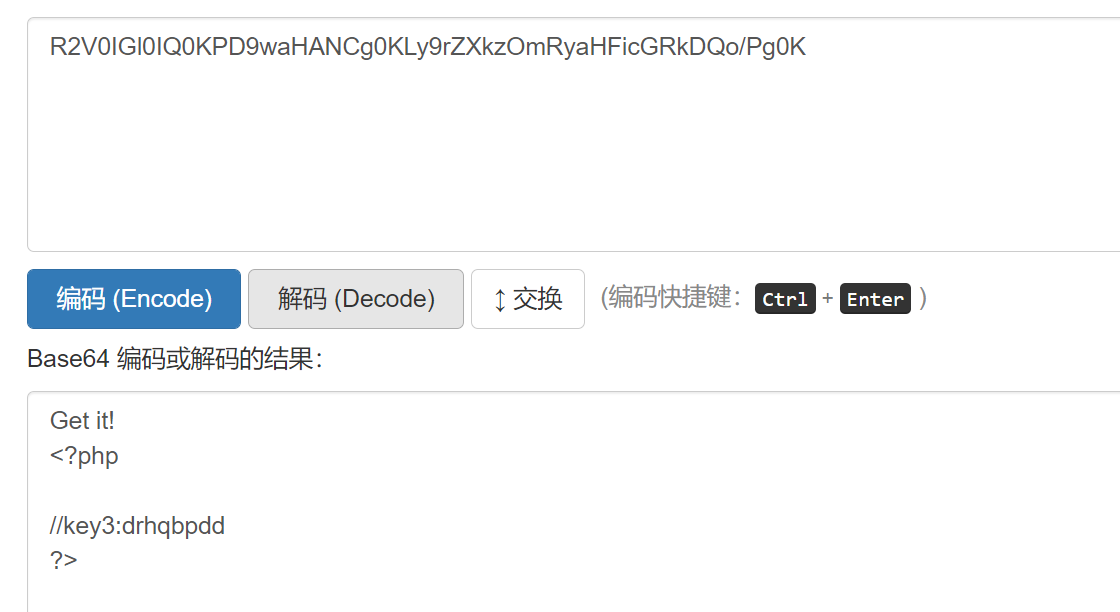 R2V0IGl0IQ0KPD9waHANCg0KLy9rZXkzOmRyaHFicGRkDQo/Pg0K
编码 (Encode) 解码 (Decode) ↕ 交换 (编码快捷键： Ctrl + Enter )
Base64 编码或解码的结果：
Get it!
<?php
//key3:drhqbpdd
?>